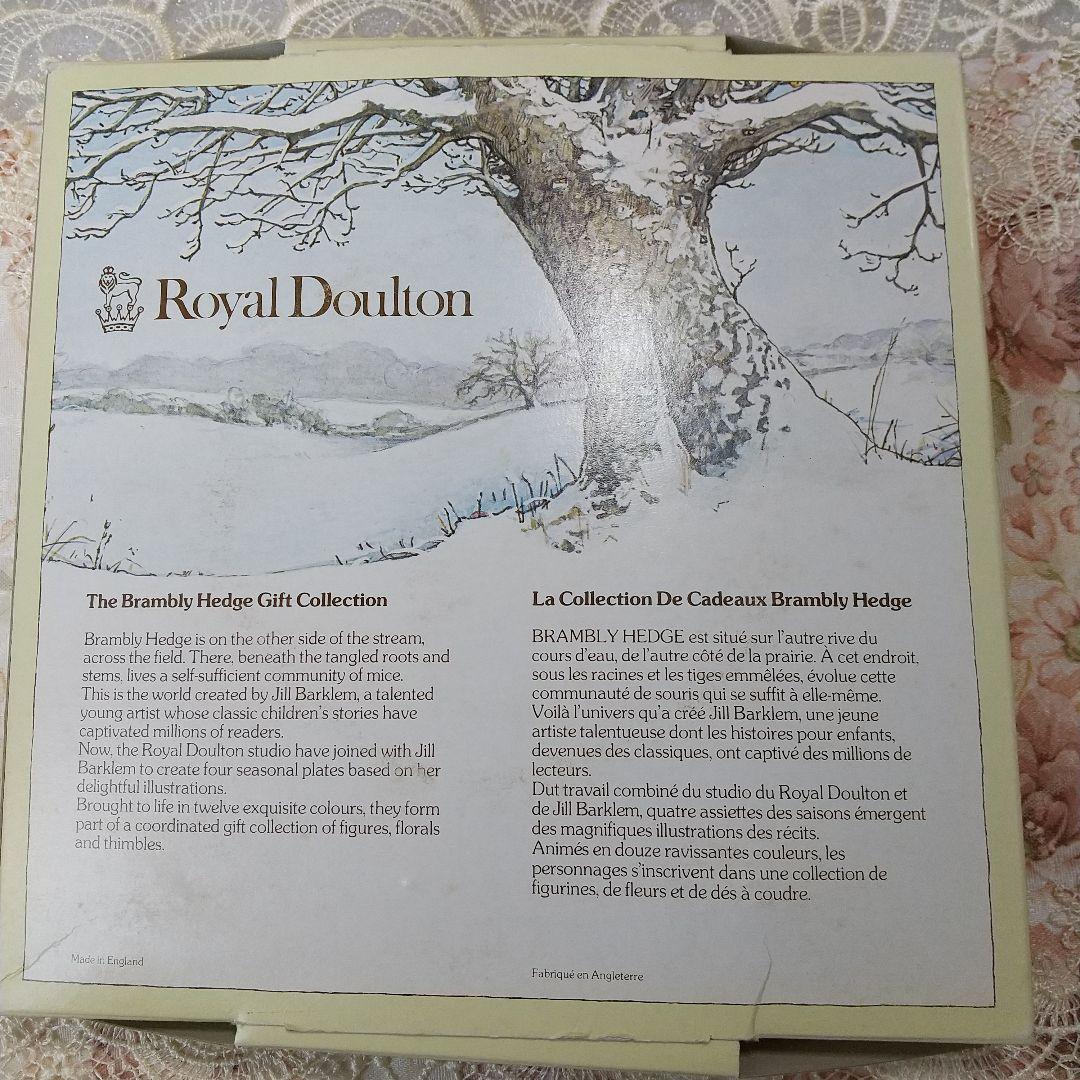 Royal Doulton
The Brambly Hedge Gift Collection
Brambly Hedge is on the other side of the stream,
across the field. There, beneath the tangled roots and
stems, lives a self-sufficient community of mice.
This is the world created by Jill Barklem, a talented
young artist whose classic children's stories have
captivated millions of readers.
Now, the Royal Doulton studio have joined with Jill
Barklem to create four seasonal plates based on her
delightful illustrations.
Brought to life in twelve exquisite colours, they form
part of a coordinated gift collection of figures, florals
and thimbles.
Made in England
La Collection De Cadeaux Brambly Hedge
BRAMBLY HEDGE est situé sur l'autre rive du
cours d'eau, de l'autre côté de la prairie. À cet endroit,
sous les racines et les tiges emmêlées, évolue cette
communauté de souris qui se suffit à elle-même.
Voilà l'univers qu'a créé Jill Barklem, une jeune
artiste talentueuse dont les histoires pour enfants,
devenues des classiques, ont captivé des millions de
lecteurs.
Dut travail combiné du studio du Royal Doulton et
de Jill Barklem, quatre assiettes des saisons émergent
des magnifiques illustrations des récits.
Animés en douze ravissantes couleurs, les
personnages s'inscrivent dans une collection de
figurines, de fleurs et de dés à coudre.
Fabriqué en Angleterre